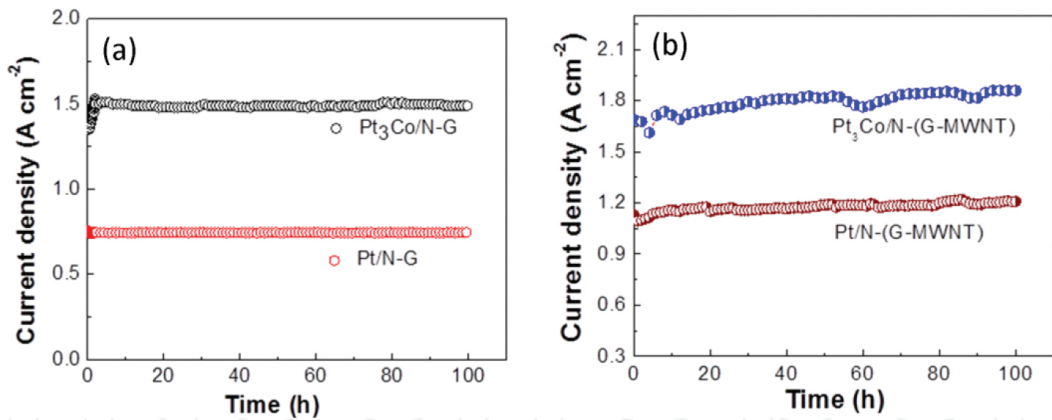 (a)
Current density (A cm⁻²)
2.0
1.5
1.0
0.5
0.0
Pt₃Co/N-G
Pt/N-G
0 20 40 60 80 100
Time (h)
(b)
Current density (A cm⁻²)
2.1
1.8
1.5
1.2
0.9
0.6
0.3
Pt₃Co/N-(G-MWNT)
Pt/N-(G-MWNT)
0 20 40 60 80 100
Time (h)